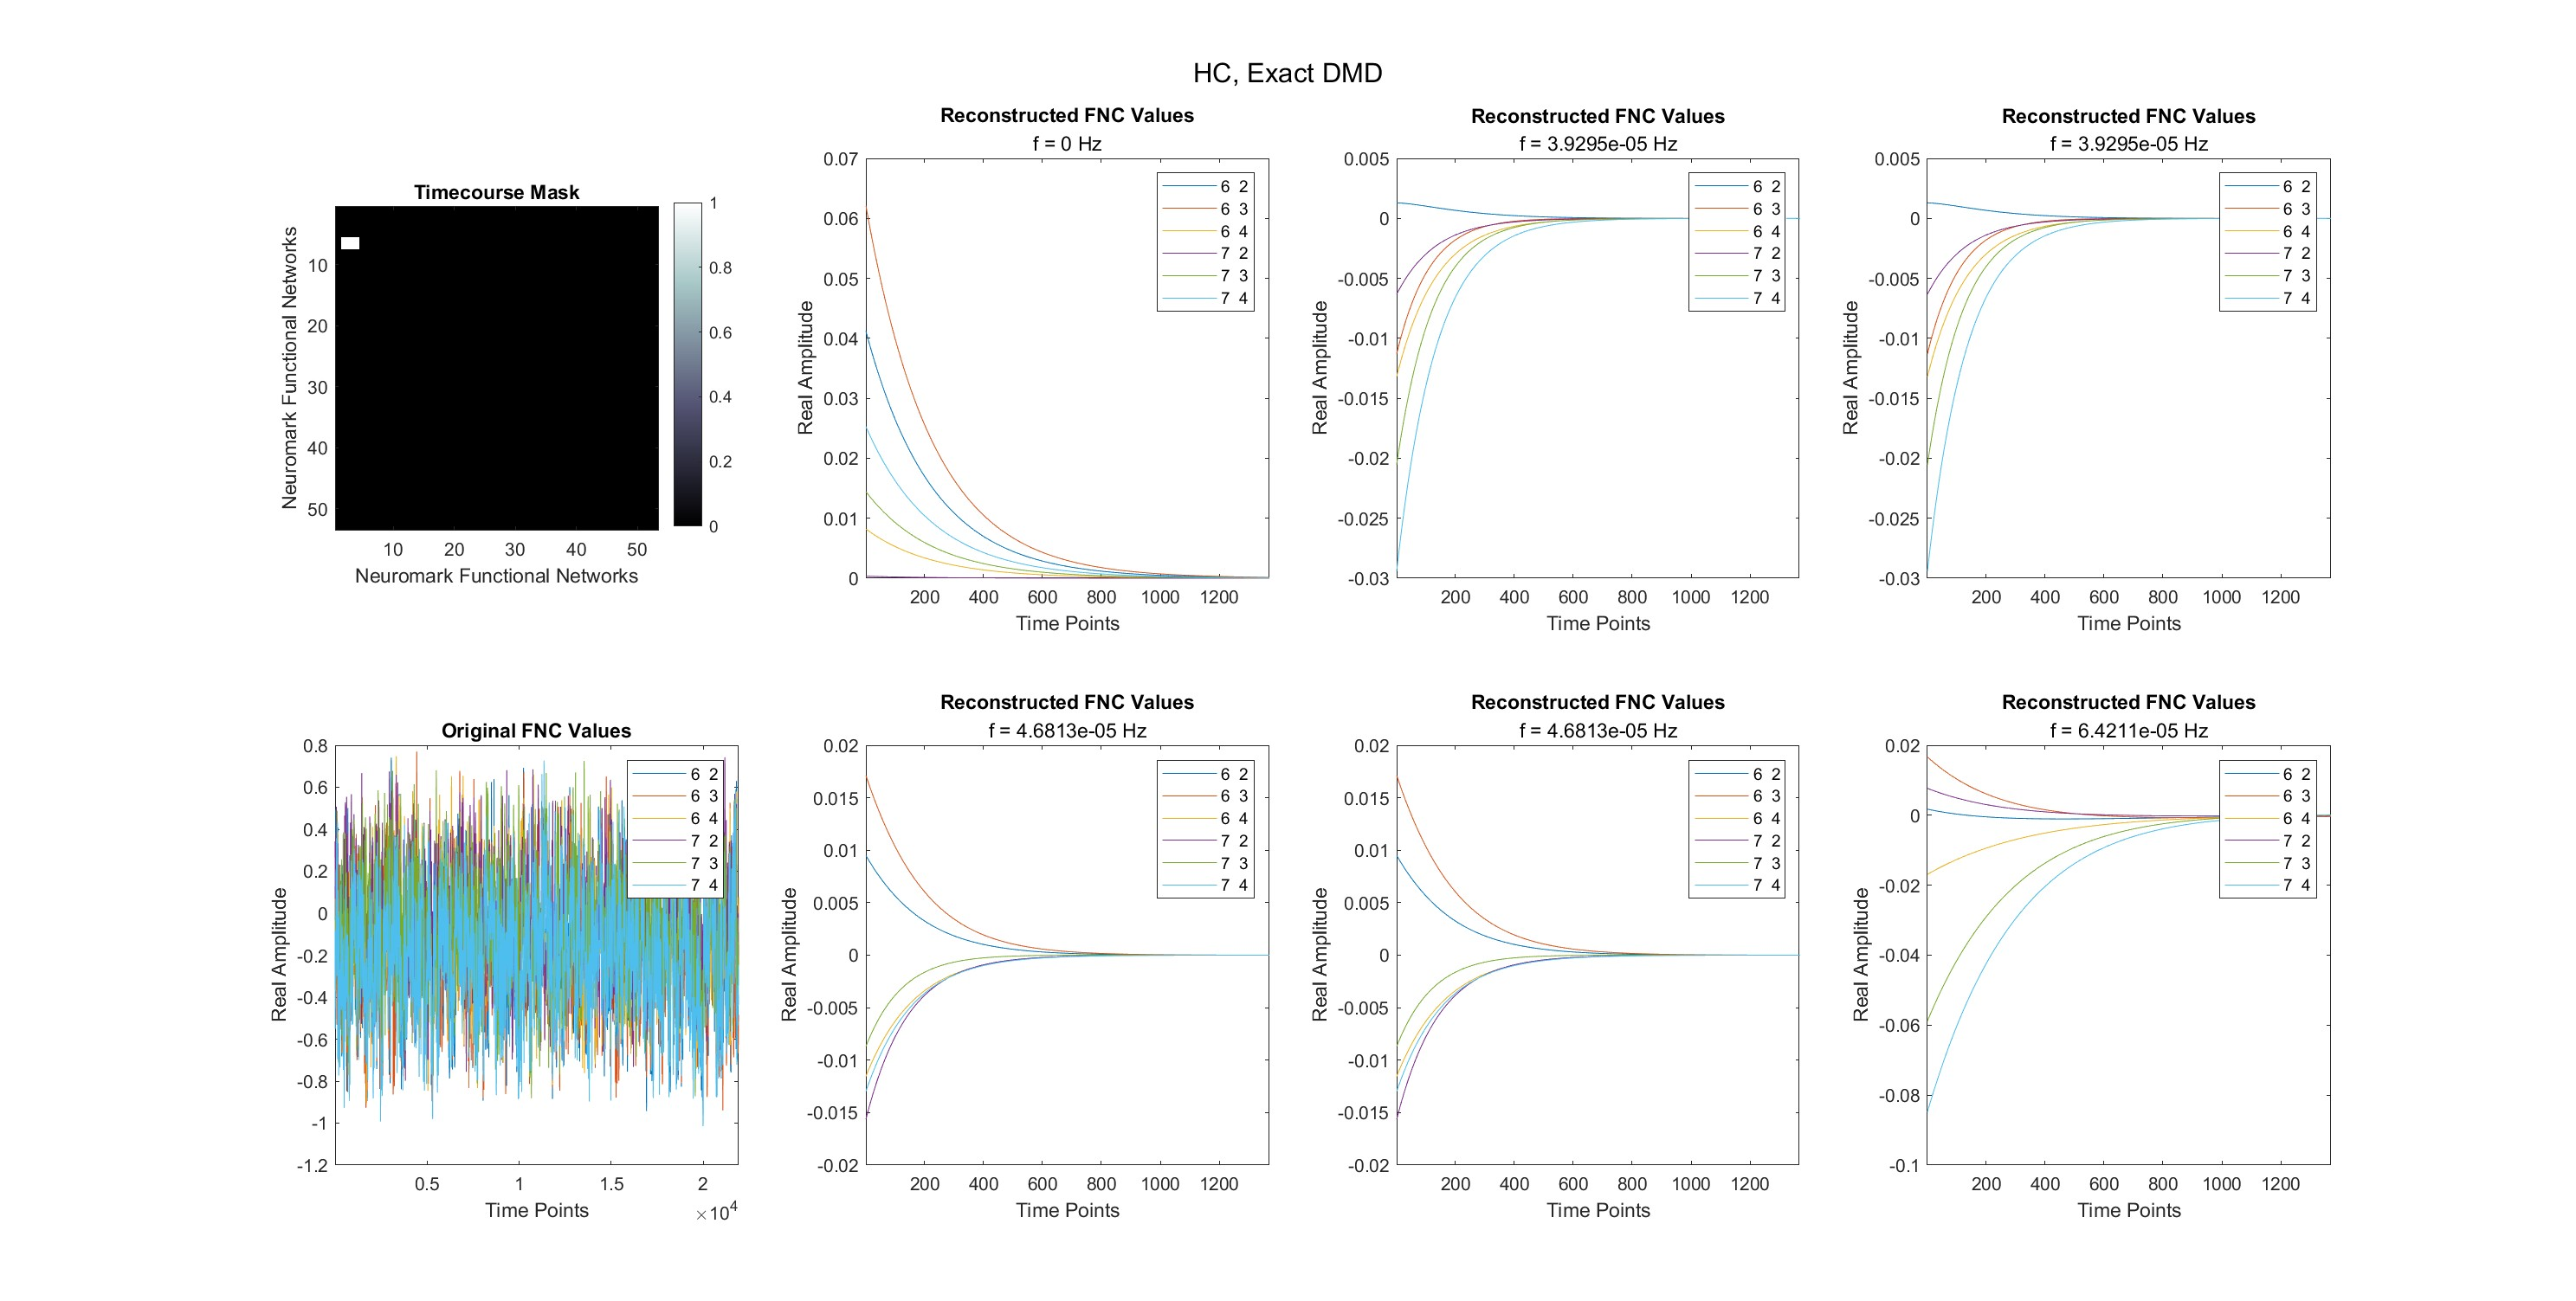 HC, Exact DMD
Timecourse Mask
Neuromark Functional Networks
10
20
30
40
50
10 20 30 40 50
Neuromark Functional Networks
1
0.8
0.6
0.4
0.2
0
Reconstructed FNC Values
f = 0 Hz
Real Amplitude
0.07
0.06
0.05
0.04
0.03
0.02
0.01
0
200 400 600 800 1000 1200
Time Points
6 2
6 3
6 4
7 2
7 3
7 4
Reconstructed FNC Values
f = 3.9295e-05 Hz
Real Amplitude
0.005
0
-0.005
-0.01
-0.015
-0.02
-0.025
-0.03
200 400 600 800 1000 1200
Time Points
6 2
6 3
6 4
7 2
7 3
7 4
Reconstructed FNC Values
f = 3.9295e-05 Hz
Real Amplitude
0.005
0
-0.005
-0.01
-0.015
-0.02
-0.025
-0.03
200 400 600 800 1000 1200
Time Points
6 2
6 3
6 4
7 2
7 3
7 4
Original FNC Values
Real Amplitude
0.8
0.6
0.4
0.2
0
-0.2
-0.4
-0.6
-0.8
-1
-1.2
0.5 1 1.5 2
Time Points
×10^4
6 2
6 3
6 4
7 2
7 3
7 4
Reconstructed FNC Values
f = 4.6813e-05 Hz
Real Amplitude
0.02
0.015
0.01
0.005
0
-0.005
-0.01
-0.015
-0.02
200 400 600 800 1000 1200
Time Points
6 2
6 3
6 4
7 2
7 3
7 4
Reconstructed FNC Values
f = 4.6813e-05 Hz
Real Amplitude
0.02
0.015
0.01
0.005
0
-0.005
-0.01
-0.015
-0.02
200 400 600 800 1000 1200
Time Points
6 2
6 3
6 4
7 2
7 3
7 4
Reconstructed FNC Values
f = 6.4211e-05 Hz
Real Amplitude
0.02
0
-0.02
-0.04
-0.06
-0.08
-0.1
200 400 600 800 1000 1200
Time Points
6 2
6 3
6 4
7 2
7 3
7 4